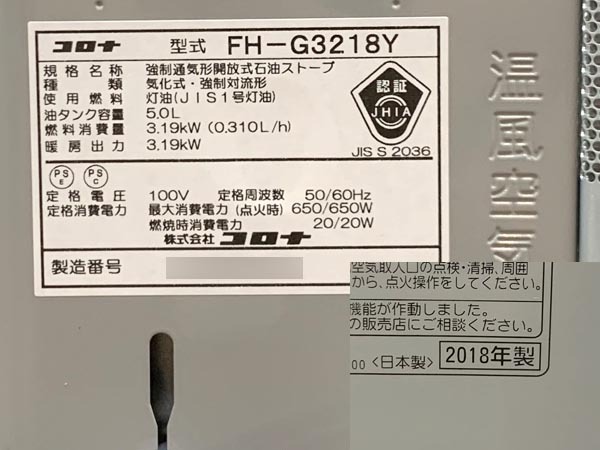 コロナ 型式 FH-G3218Y
規格名称 強制通気形開放式石油ストーブ
種類 気化式・強制対流形
使用燃料 灯油(JIS1号灯油)
油タンク容量 5.0L
燃料消費量 3.19kW (0.310L/h)
暖房出力 3.19kW
認証
JHIA
JIS S 2036
PS E PS C
定格電圧 100V 定格周波数 50/60Hz
定格消費電力 最大消費電力(点火時) 650/650W
燃焼時消費電力 20/20W
株式会社 コロナ
製造番号
温風空気
空気取入口の点検・清掃、周囲
から、点火操作をしてください。
機能が作動しました。
の販売店にご相談ください。
00 <日本製> 2018年製